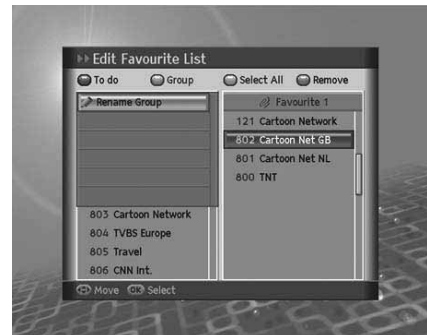 Edit Favourite List
To do Group Select All Remove
Rename Group
803 Cartoon Network
804 TVBS Europe
805 Travel
806 CNN Int.
Favourite 1
121 Cartoon Network
802 Cartoon Net GB
801 Cartoon Net NL
800 TNT
Move OK Select